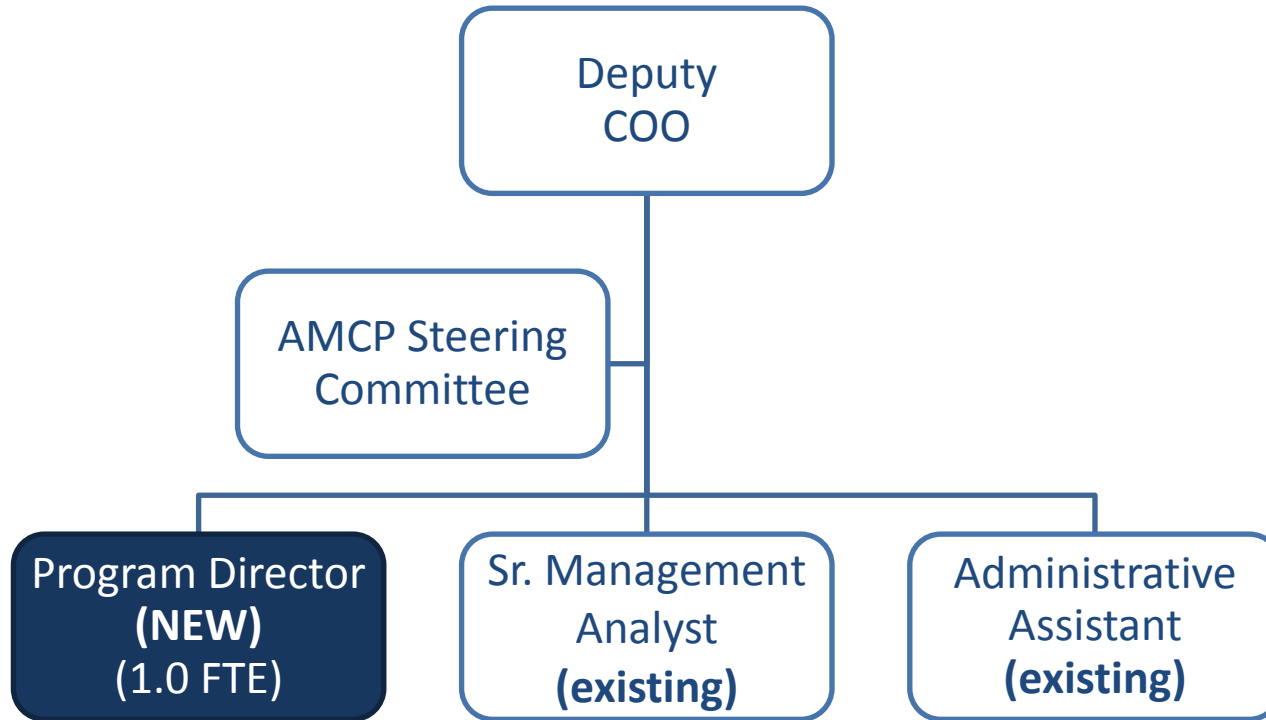 Deputy
COO
AMCP Steering
Committee
Program Director
(NEW)
(1.0 FTE)
Sr. Management
Analyst
(existing)
Administrative
Assistant
(existing)